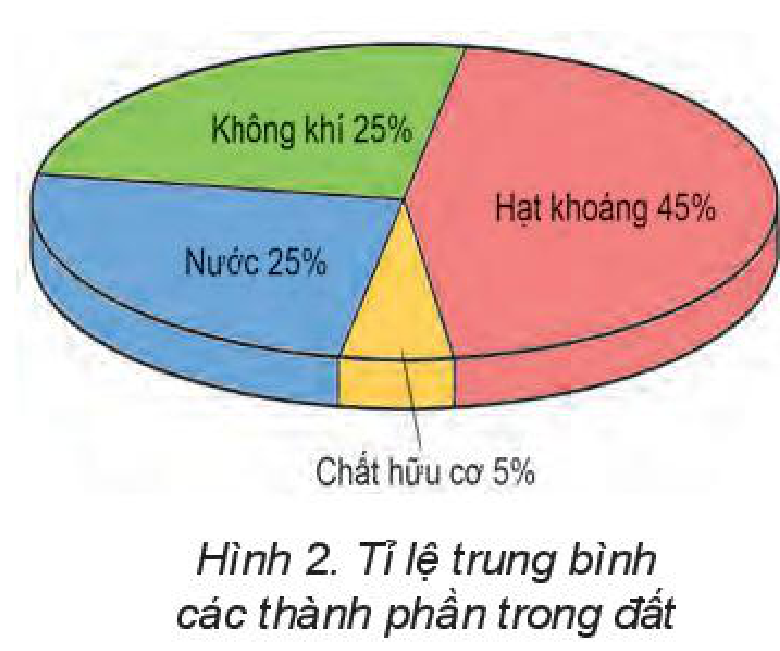 Không khí 25%
Hạt khoáng 45%
Nước 25%
Chất hữu cơ 5%
Hình 2. Tỉ lệ trung bình
các thành phần trong đất